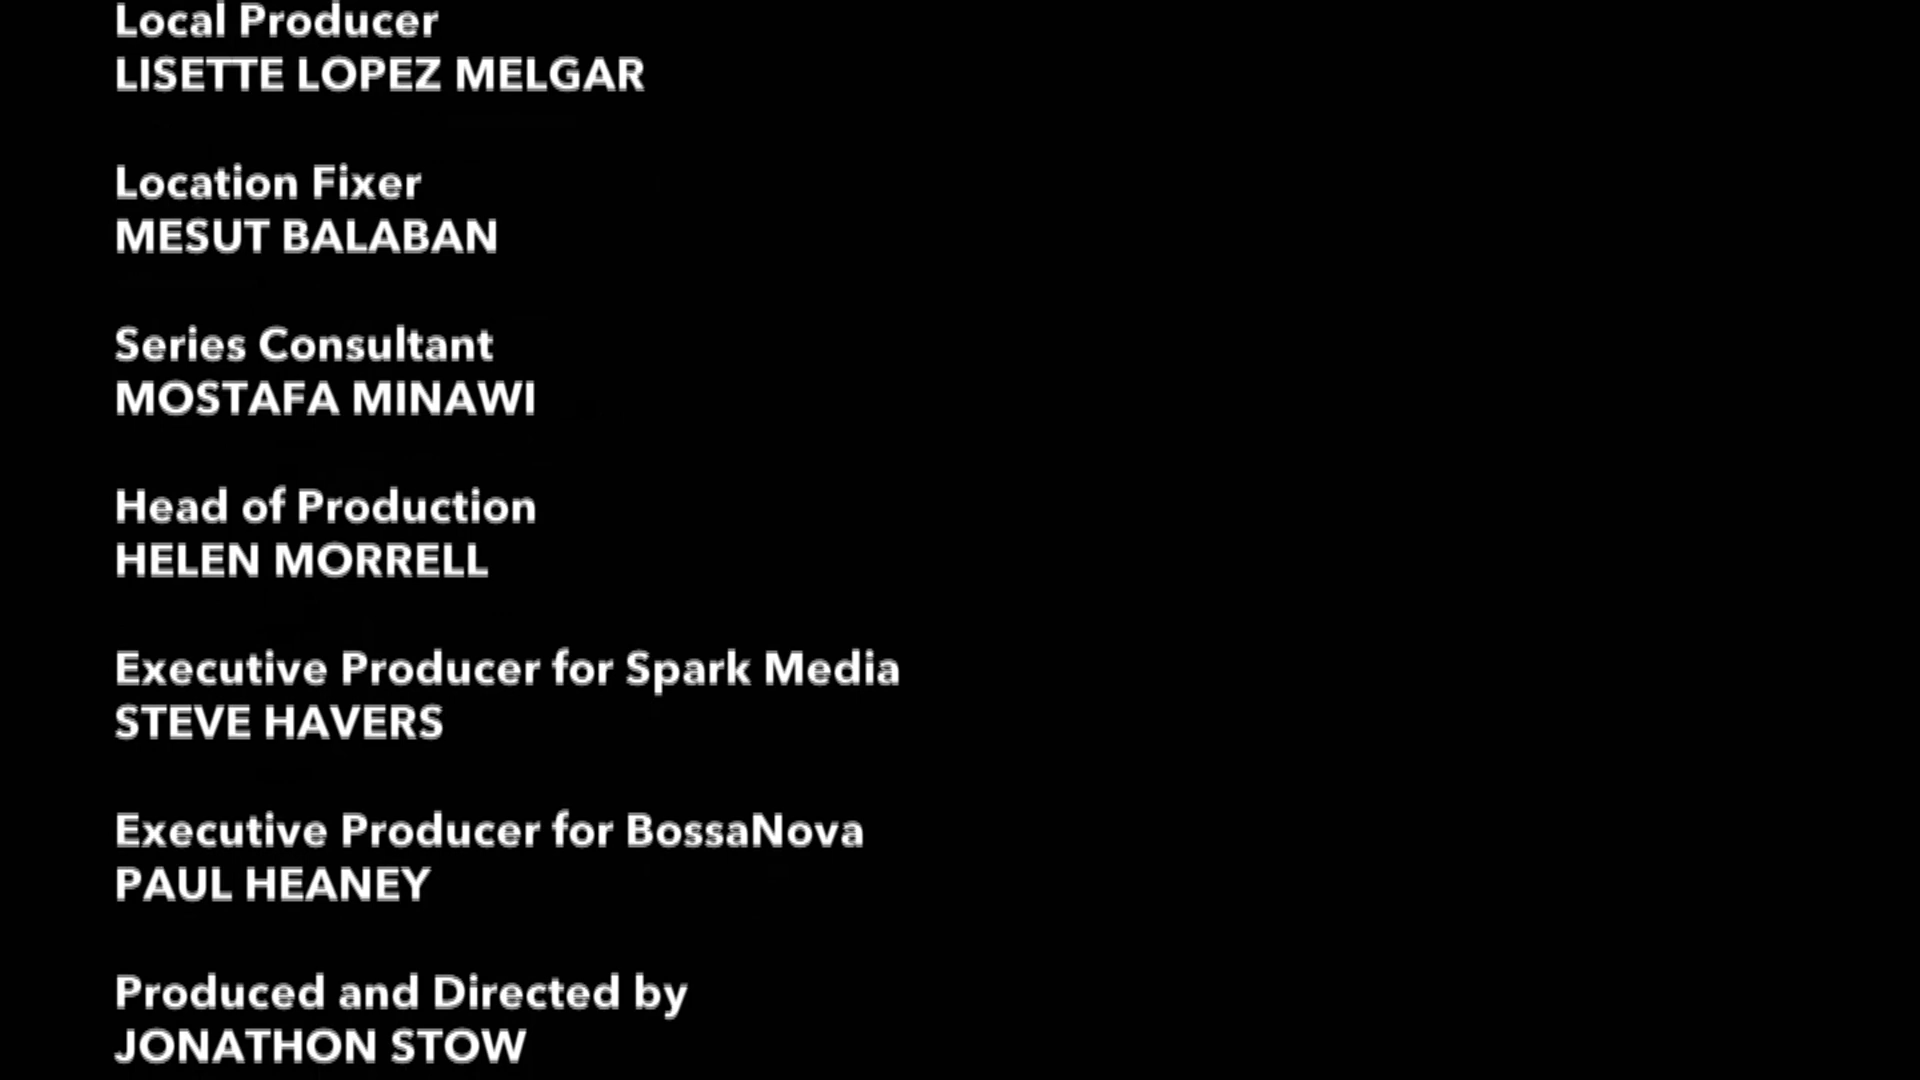 Local Producer
LISETTE LOPEZ MELGAR
Location Fixer
MESUT BALABAN
Series Consultant
MOSTAFA MINAWI
Head of Production
HELEN MORRELL
Executive Producer for Spark Media
STEVE HAVERS
Executive Producer for BossaNova
PAUL HEANEY
Produced and Directed by
JONATHON STOW